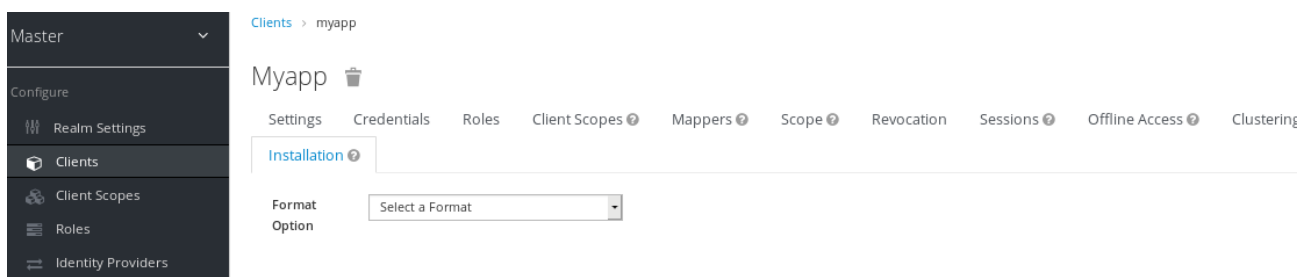 Master
Configure
Realm Settings
Clients
Client Scopes
Roles
Identity Providers
Clients > myapp
Myapp
Settings Credentials Roles Client Scopes Mappers Scope Revocation Sessions Offline Access Clustering
Installation
Format Option
Select a Format